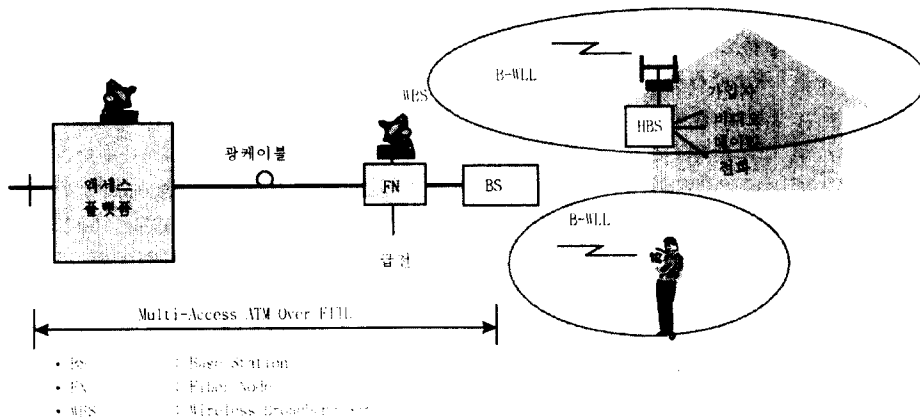 B-WLL
WBS
가입자
HBS
비디오
데이터
전화
광케이블
액세스
플랫폼
FN
BS
급전
B-WLL
Multi-Access ATM Over FTTL
• BS : Base Station
• FN : Fiber Node
• WBS : Wireless